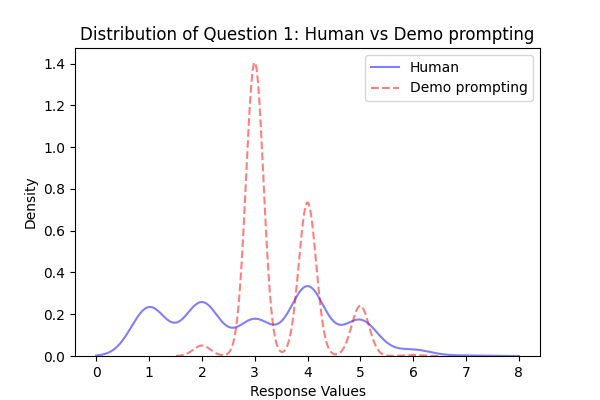 Distribution of Question 1: Human vs Demo prompting
Human
Demo prompting
Density
1.4
1.2
1.0
0.8
0.6
0.4
0.2
0.0
0 1 2 3 4 5 6 7 8
Response Values